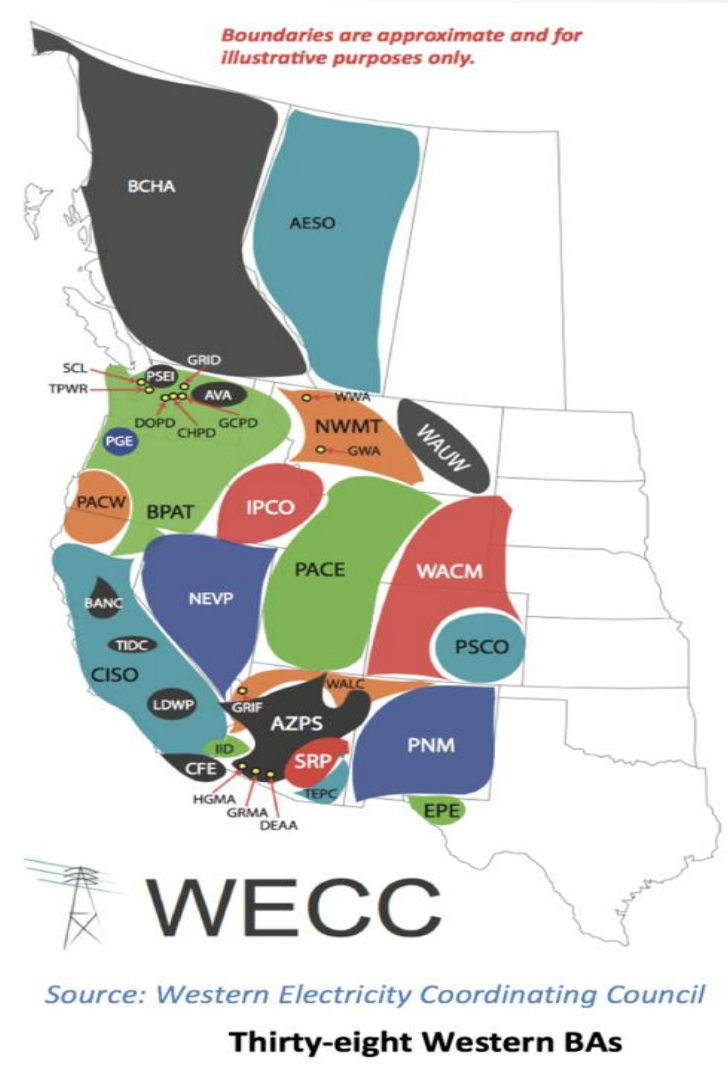 Boundaries are approximate and for
illustrative purposes only.
BCHA
AESO
GRID
SCL
PSEI
TPWR
AVA
WWA
DOPD
CHPD
GCPD
NWMT
WAUW
PGE
GWA
PACW
BPAT
IPCO
PACE
WACM
NEVP
BANC
TIDC
PSCO
CISO
WALC
LDWP
GRIF
AZPS
IID
PNM
SRP
CFE
TEPC
HGMA
GRMA
DEAA
EPE
WECC
Source: Western Electricity Coordinating Council
Thirty-eight Western BAs